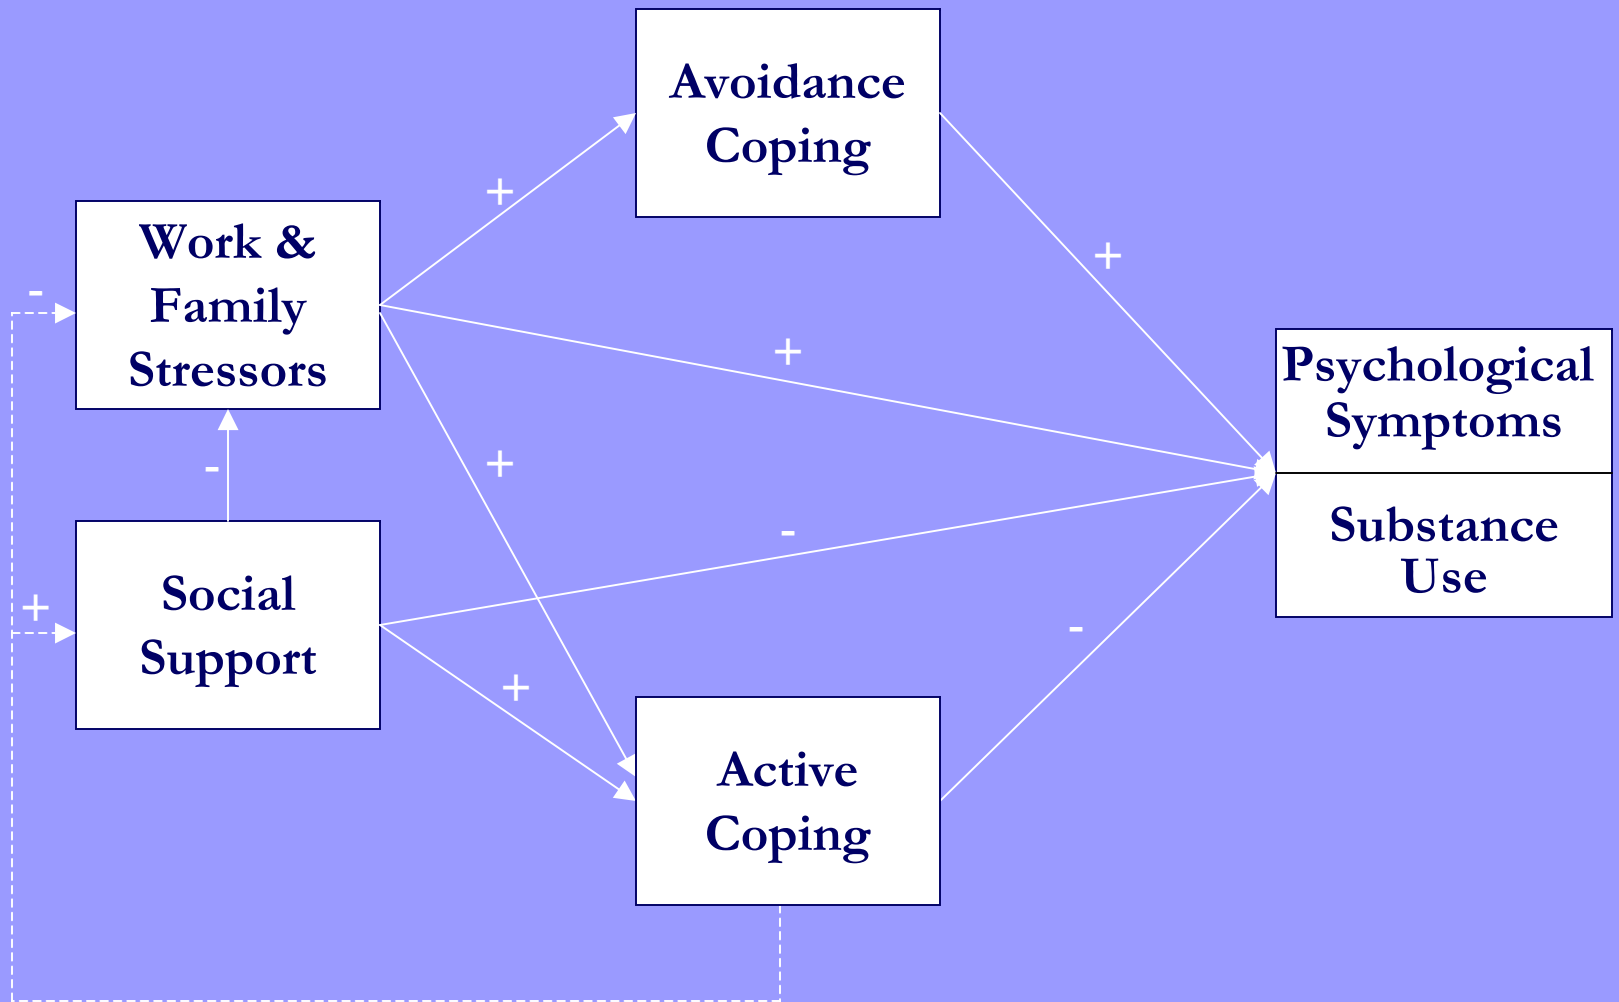 Avoidance
Coping
+
Work &
Family
Stressors
-
+
+
+
-
Psychological
Symptoms
Substance
Use
-
Social
Support
+
+
-
Active
Coping